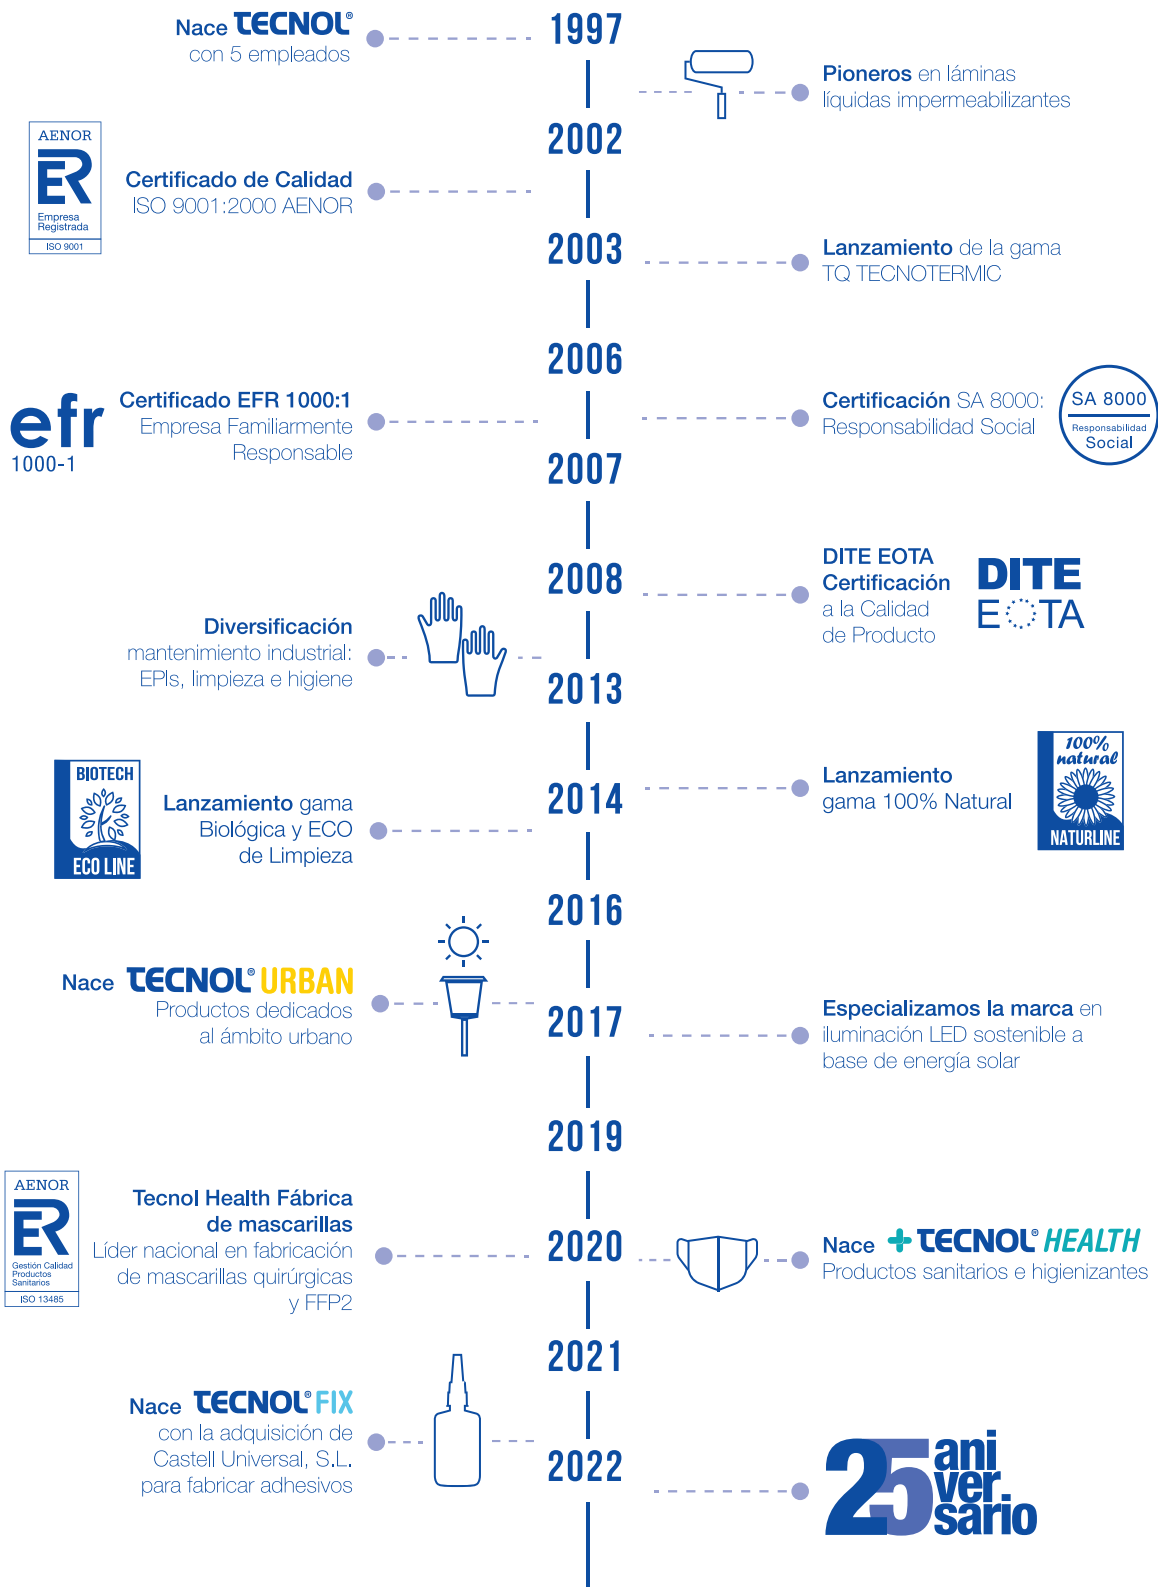 1997
Nace TECNOL®
con 5 empleados
Pioneros en láminas
líquidas impermeabilizantes
2002
AENOR
ER
Empresa
Registrada
ISO 9001
Certificado de Calidad
ISO 9001:2000 AENOR
2003
Lanzamiento de la gama
TQ TECNOTERMIC
2006
efr
1000-1
Certificado EFR 1000:1
Empresa Familiarmente
Responsable
Certificación SA 8000:
Responsabilidad Social
SA 8000
Responsabilidad
Social
2007
2008
DITE EOTA
Certificación
a la Calidad
de Producto
DITE
EOTA
Diversificación
mantenimiento industrial:
EPIs, limpieza e higiene
2013
Lanzamiento
gama 100% Natural
100%
natural
NATURLINE
2014
BIOTECH
ECO LINE
Lanzamiento gama
Biológica y ECO
de Limpieza
2016
Nace TECNOL® URBAN
Productos dedicados
al ámbito urbano
2017
Especializamos la marca en
iluminación LED sostenible a
base de energía solar
2019
AENOR
ER
Gestión Calidad
Productos
Sanitarios
ISO 13485
Tecnol Health Fábrica
de mascarillas
Líder nacional en fabricación
de mascarillas quirúrgicas
y FFP2
2020
Nace TECNOL® HEALTH
Productos sanitarios e higienizantes
2021
Nace TECNOL® FIX
con la adquisición de
Castell Universal, S.L.
para fabricar adhesivos
2022
25 ani
ver
sario